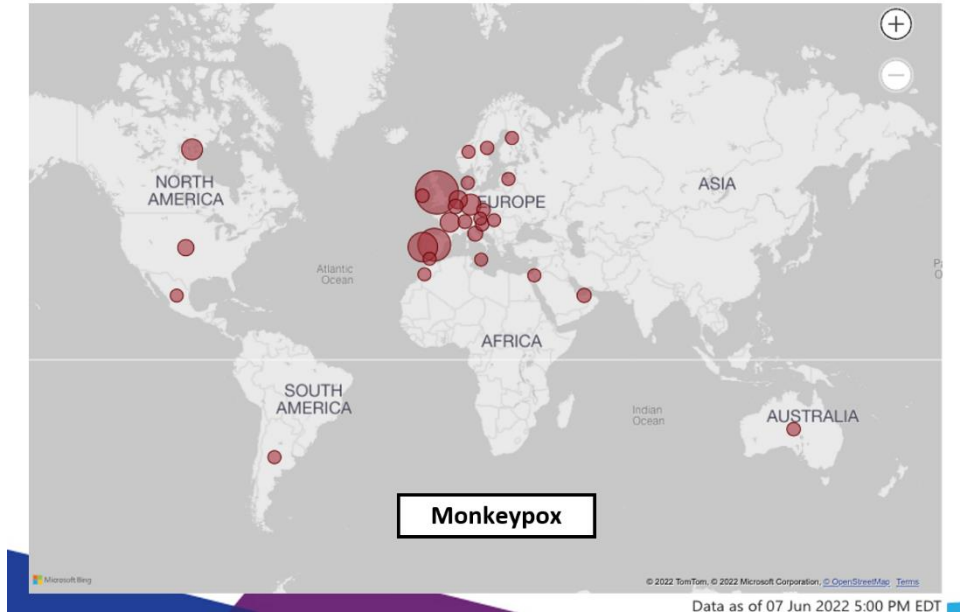 +
−
NORTH
AMERICA
EUROPE
ASIA
Atlantic
Ocean
AFRICA
SOUTH
AMERICA
Indian
Ocean
AUSTRALIA
Monkeypox
Microsoft Bing
© 2022 TomTom, © 2022 Microsoft Corporation, © OpenStreetMap Terms
Data as of 07 Jun 2022 5:00 PM EDT